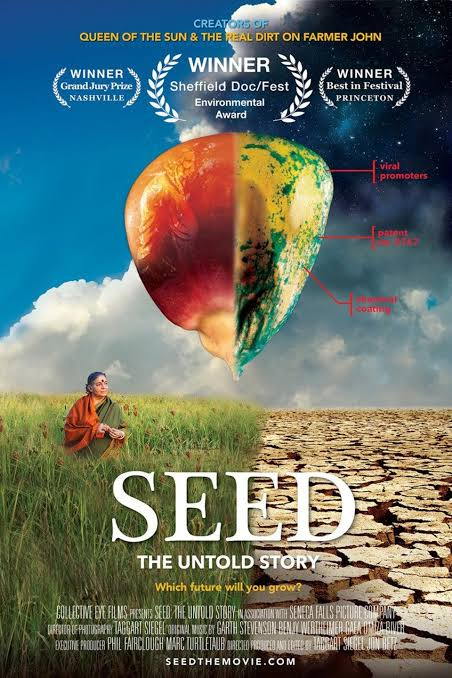 CREATORS OF
QUEEN OF THE SUN & THE REAL DIRT ON FARMER JOHN
WINNER
Grand Jury Prize
NASHVILLE
WINNER
Sheffield Doc/Fest
Environmental
Award
WINNER
Best in Festival
PRINCETON
viral
promoters
patent
chemical
coating
SEED
THE UNTOLD STORY
Which future will you grow?
COLLECTIVE EYE FILMS PRESENTS SEED: THE UNTOLD STORY IN ASSOCIATION WITH SENECA FALLS PICTURE COMPANY
DIRECTOR OF PHOTOGRAPHY TAGGART SIEGEL ORIGINAL MUSIC BY GARTH STEVENSON BENJY WERTHEIMER GAEA OMZA RIVER
EXECUTIVE PRODUCER PHIL FAIRCLOUGH MARC TURTLETAUB DIRECTED PRODUCED AND EDITED BY TAGGART SIEGEL JON BETZ
SEEDTHEMOVIE.COM